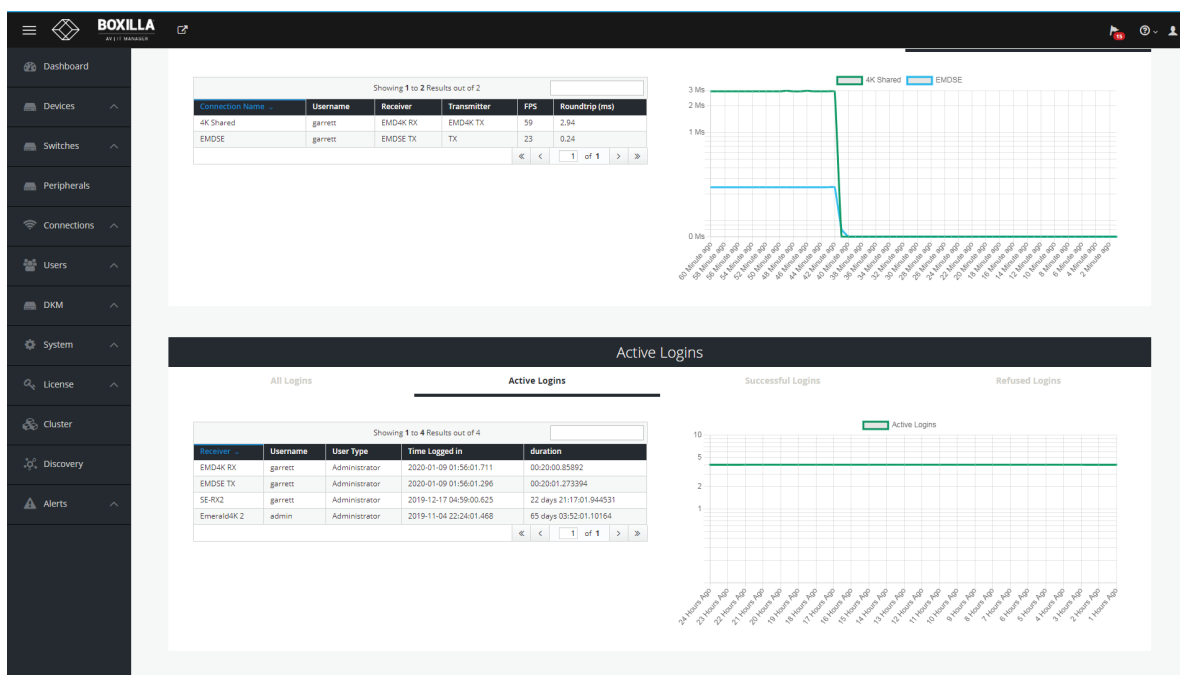 BOXILLA
AV | IT MANAGER
15
Dashboard
Devices
Switches
Peripherals
Connections
Users
DKM
System
License
Cluster
Discovery
Alerts
Showing 1 to 2 Results out of 2
Connection Name Username Receiver Transmitter FPS Roundtrip (ms)
4K Shared garrett EMD4K RX EMD4K TX 59 2.94
EMDSE garrett EMDSE TX TX 23 0.24
« < 1 of 1 > »
4K Shared EMDSE
3 Ms
2 Ms
1 Ms
0 Ms
60 Minute ago
58 Minute ago
56 Minute ago
54 Minute ago
52 Minute ago
50 Minute ago
48 Minute ago
46 Minute ago
44 Minute ago
42 Minute ago
40 Minute ago
38 Minute ago
36 Minute ago
34 Minute ago
32 Minute ago
30 Minute ago
28 Minute ago
26 Minute ago
24 Minute ago
22 Minute ago
20 Minute ago
18 Minute ago
16 Minute ago
14 Minute ago
12 Minute ago
10 Minute ago
8 Minute ago
6 Minute ago
4 Minute ago
2 Minute ago
Active Logins
All Logins Active Logins Successful Logins Refused Logins
Showing 1 to 4 Results out of 4
Receiver Username User Type Time Logged in duration
EMD4K RX garrett Administrator 2020-01-09 01:56:01.711 00:20:00.85892
EMDSE TX garrett Administrator 2020-01-09 01:56:01.296 00:20:01.273394
SE-RX2 garrett Administrator 2019-12-17 04:59:00.625 22 days 21:17:01.944531
Emerald4K 2 admin Administrator 2019-11-04 22:24:01.468 65 days 03:52:01.10164
« < 1 of 1 > »
Active Logins
10
5
2
1
24 Hours Ago
23 Hours Ago
22 Hours Ago
21 Hours Ago
20 Hours Ago
19 Hours Ago
18 Hours Ago
17 Hours Ago
16 Hours Ago
15 Hours Ago
14 Hours Ago
13 Hours Ago
12 Hours Ago
11 Hours Ago
10 Hours Ago
9 Hours Ago
8 Hours Ago
7 Hours Ago
6 Hours Ago
5 Hours Ago
4 Hours Ago
3 Hours Ago
2 Hours Ago
1 Hours Ago